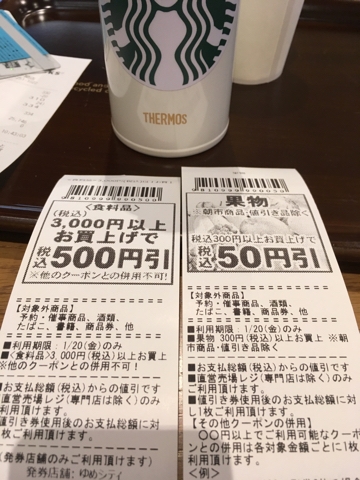 THERMOS
<食料品>
(税込)
3,000円以上
お買上げで
税込500円引
※他のクーポンとの併用不可!
【対象外商品】
予約・催事商品、酒類、
たばこ、書籍、商品券、他
■利用期限:1/20(金)のみ
■<食料品>3,000円(税込)以上お買上
※他のクーポンとの併用不可!
■お支払総額(税込)からの値引です
■直営売場レジ(専門店は除く)のみ
ご利用頂けます。
■値引き券使用後のお支払総額に対
し1枚ご利用頂けます。
(発券店舗のみご利用頂けます)
発券店舗:ゆめシティ
果物
※朝市商品・値引き品除く
税込300円以上お買上げで
税込50円引
【対象外商品】
予約・催事商品、酒類、
たばこ、書籍、商品券、他
■利用期限:1/20(金)のみ
■果物 300円(税込)以上お買上 ※朝
市商品・値引き品除く
■お支払総額(税込)からの値引です
■直営売場レジ(専門店は除く)のみ
ご利用頂けます。
■値引き券使用後のお支払総額に対
し1枚ご利用頂けます。
【その他クーポンの併用】
〇〇円以上でご利用可能なクーポ
ンとの併用は各対象金額ごとに1枚
利用頂けます。
<例>